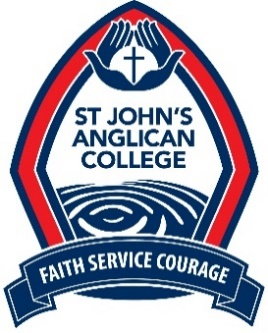 ST JOHN'S
ANGLICAN
COLLEGE
FAITH SERVICE COURAGE